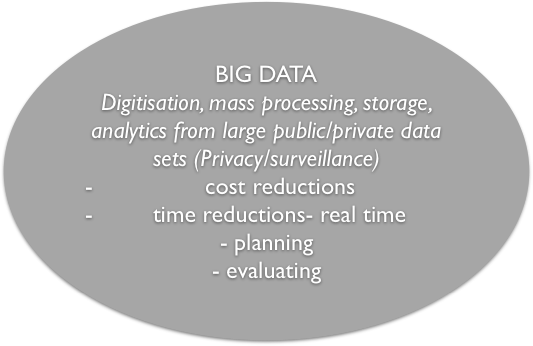 BIG DATA
Digitisation, mass processing, storage,
analytics from large public/private data
sets (Privacy/surveillance)
- cost reductions
- time reductions- real time
- planning
- evaluating